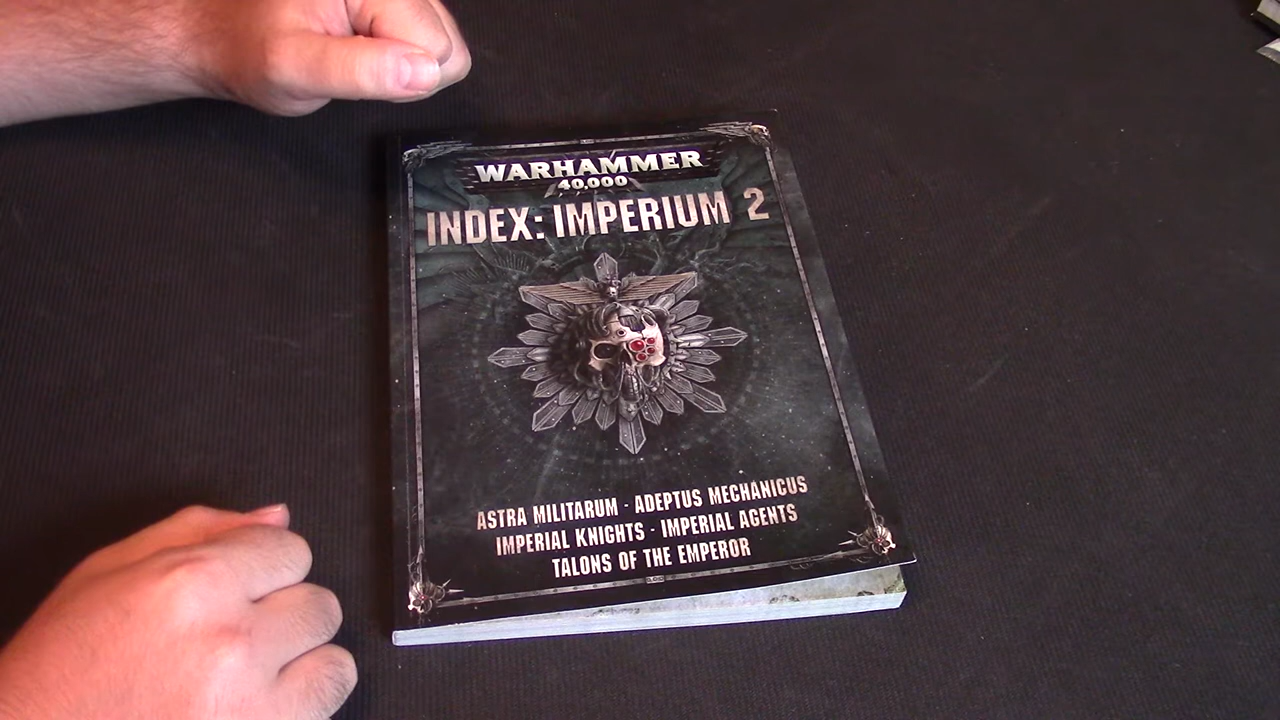 WARHAMMER
40,000
INDEX: IMPERIUM 2
ASTRA MILITARUM - ADEPTUS MECHANICUS
IMPERIAL KNIGHTS - IMPERIAL AGENTS
TALONS OF THE EMPEROR